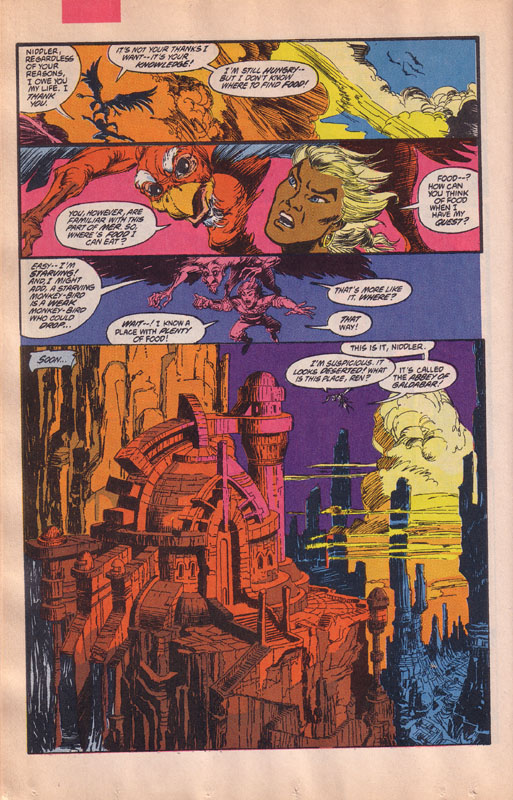 NIDDLER,
REGARDLESS
OF YOUR
REASONS,
I OWE YOU
MY LIFE. I
THANK
YOU.
IT'S NOT YOUR THANKS I
WANT--IT'S YOUR
KNOWLEDGE!
I'M STILL HUNGRY--
BUT I DON'T KNOW
WHERE TO FIND FOOD!
YOU, HOWEVER, ARE
FAMILIAR WITH THIS
PART OF MER. SO,
WHERE'S FOOD I
CAN EAT?
FOOD--?
HOW CAN
YOU THINK
OF FOOD
WHEN I
HAVE MY
QUEST?
EASY--I'M
STARVING!
AND, I MIGHT
ADD, A STARVING
MONKEY-BIRD
IS A WEAK
MONKEY-BIRD
WHO COULD
DROP...
WAIT--! I KNOW A
PLACE WITH PLENTY
OF FOOD!
THAT'S MORE LIKE
IT. WHERE?
THAT
WAY!
SOON...
THIS IS IT, NIDDLER.
I'M SUSPICIOUS. IT
LOOKS DESERTED! WHAT
IS THIS PLACE, REN?
IT'S CALLED
THE ABBEY OF
GALDABAR!